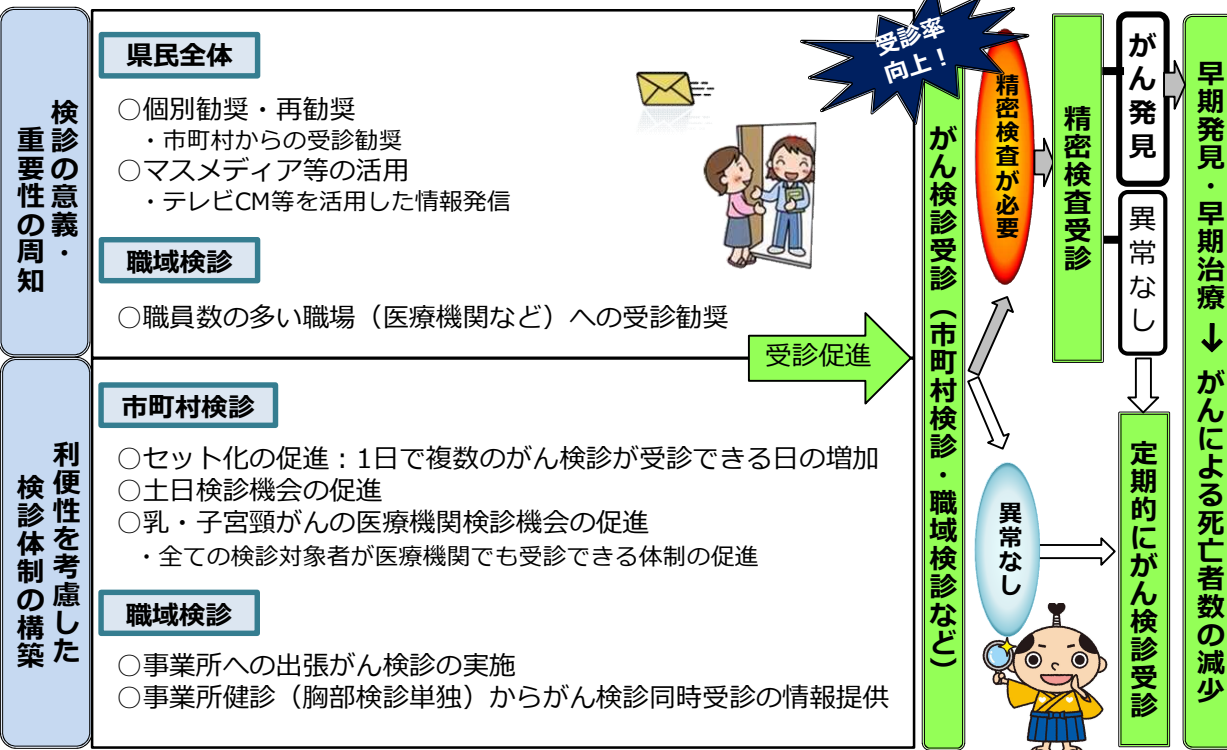 検診の意義・
重要性の周知
県民全体
○個別勧奨・再勧奨
・市町村からの受診勧奨
○マスメディア等の活用
・テレビCM等を活用した情報発信
職域検診
○職員数の多い職場（医療機関など）への受診勧奨
利便性を考慮した
検診体制の構築
市町村検診
○セット化の促進：1日で複数のがん検診が受診できる日の増加
○土日検診機会の促進
○乳・子宮頸がんの医療機関検診機会の促進
・全ての検診対象者が医療機関でも受診できる体制の促進
職域検診
○事業所への出張がん検診の実施
○事業所健診（胸部検診単独）からがん検診同時受診の情報提供
受診促進
受診率
向上！
がん検診受診（市町村検診・職域検診など）
精密検査が必要
異常なし
精密検査受診
がん発見
異常なし
定期的にがん検診受診
早期発見・早期治療↓がんによる死亡者数の減少